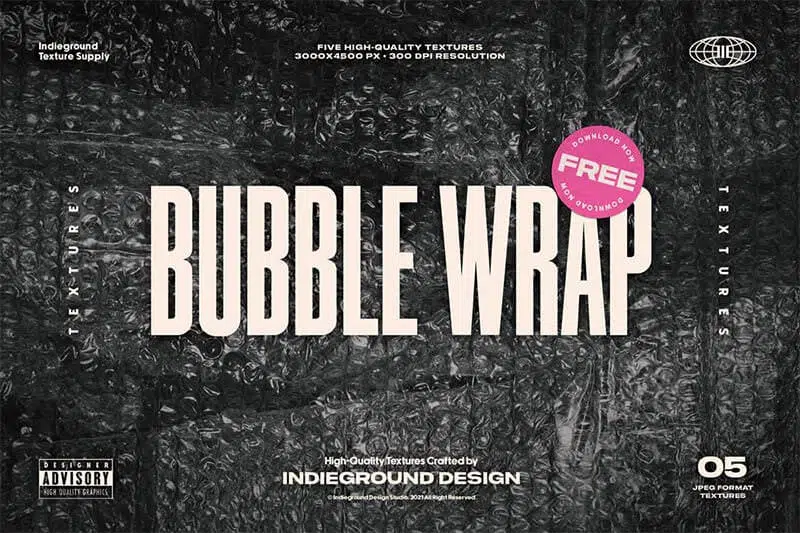 Indieground
Texture Supply
FIVE HIGH-QUALITY TEXTURES
3000X4500 PX • 300 DPI RESOLUTION
DOWNLOAD NOW
FREE
DOWNLOAD NOW
TEXTURES
BUBBLE WRAP
TEXTURES
DESIGNER
ADVISORY
HIGH QUALITY GRAPHICS
High-Quality Textures Crafted by
INDIEGROUND DESIGN
© Indieground Design Studio. 2021 All Right Reserved
05
JPEG FORMAT
TEXTURES